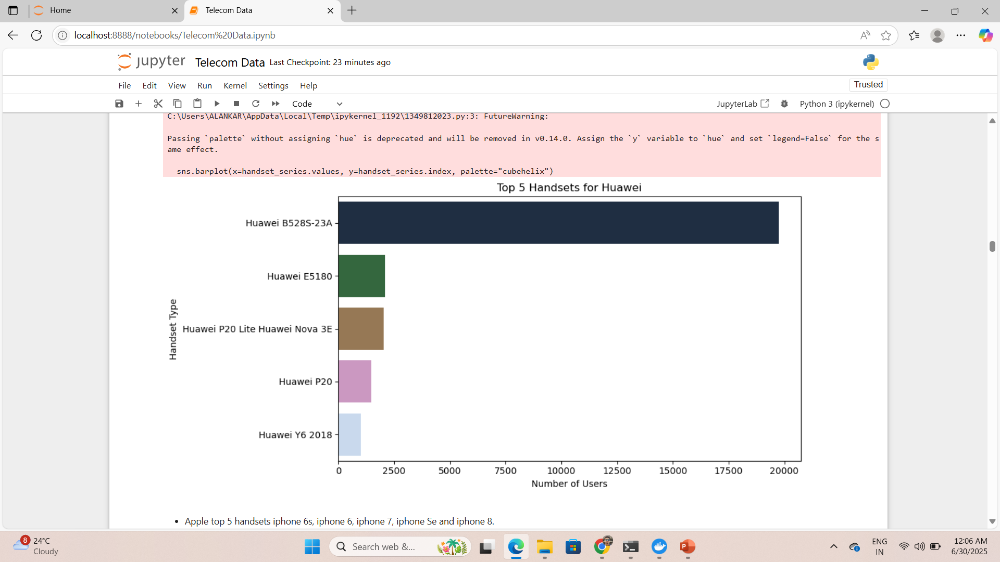 Home
Telecom Data
localhost:8888/notebooks/Telecom%20Data.ipynb
jupyter Telecom Data Last Checkpoint: 23 minutes ago
File Edit View Run Kernel Settings Help
Trusted
Code
JupyterLab
Python 3 (ipykernel)
C:\Users\ALANKAR\AppData\Local\Temp\ipykernel_1192\1349812023.py:3: FutureWarning:
Passing `palette` without assigning `hue` is deprecated and will be removed in v0.14.0. Assign the `y` variable to `hue` and set `legend=False` for the s
ame effect.
sns.barplot(x=handset_series.values, y=handset_series.index, palette="cubehelix")
Top 5 Handsets for Huawei
Handset Type
Huawei B528S-23A
Huawei E5180
Huawei P20 Lite Huawei Nova 3E
Huawei P20
Huawei Y6 2018
0 2500 5000 7500 10000 12500 15000 17500 20000
Number of Users
• Apple top 5 handsets iphone 6s, iphone 6, iphone 7, iphone Se and iphone 8.
8
24°C
Cloudy
Search web &...
ENG
IN
12:06 AM
6/30/2025